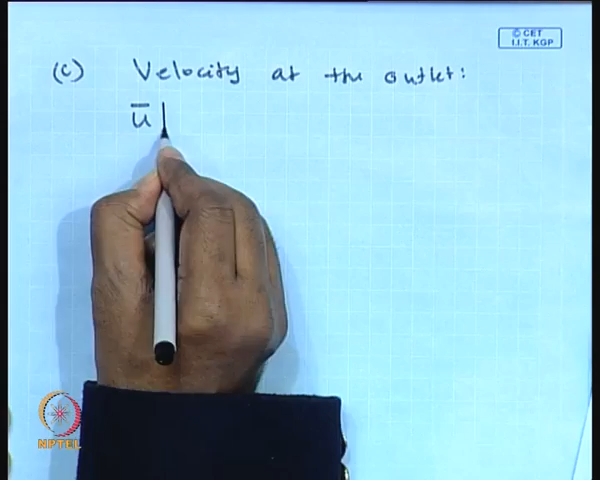 © CET
I.I.T. KGP
(c) Velocity at the outlet:
ū |
NPTEL